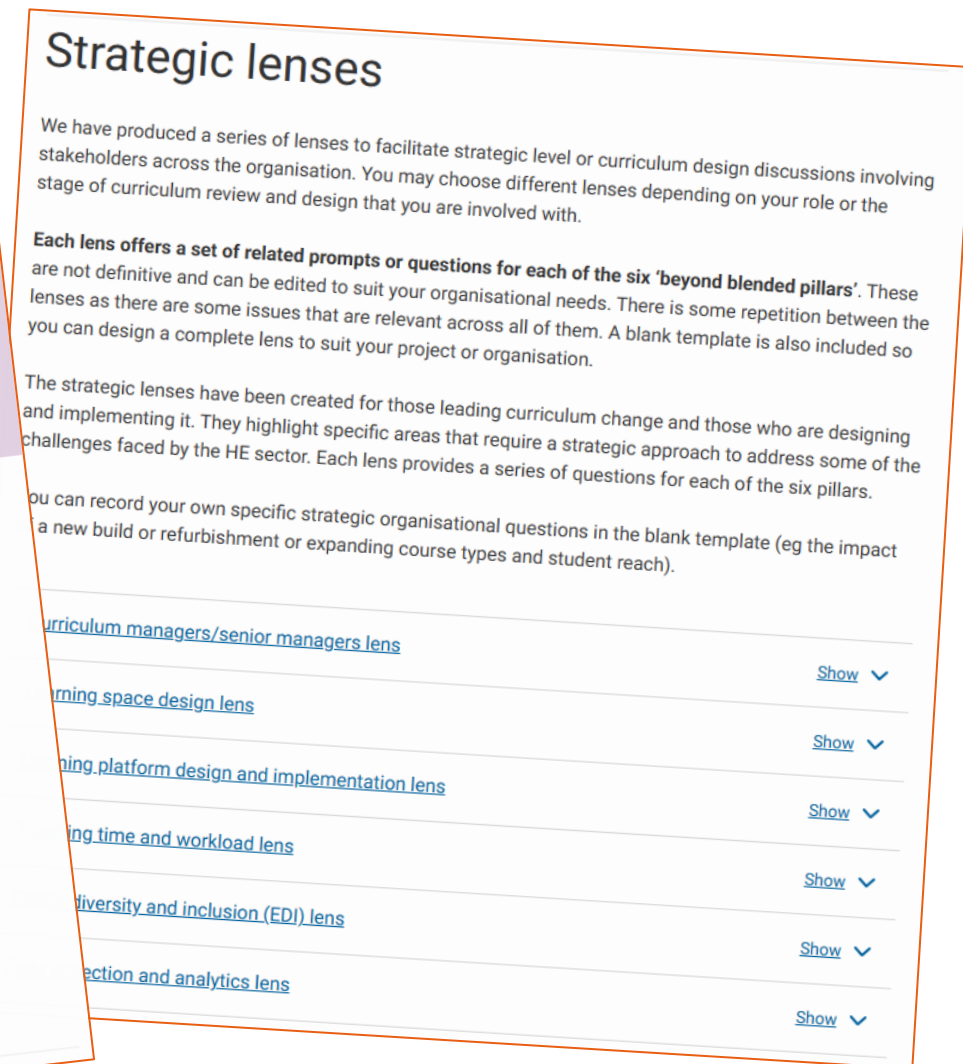 Strategic lenses
We have produced a series of lenses to facilitate strategic level or curriculum design discussions involving
stakeholders across the organisation. You may choose different lenses depending on your role or the
stage of curriculum review and design that you are involved with.
Each lens offers a set of related prompts or questions for each of the six ‘beyond blended pillars’. These
are not definitive and can be edited to suit your organisational needs. There is some repetition between the
lenses as there are some issues that are relevant across all of them. A blank template is also included so
you can design a complete lens to suit your project or organisation.
The strategic lenses have been created for those leading curriculum change and those who are designing
and implementing it. They highlight specific areas that require a strategic approach to address some of the
challenges faced by the HE sector. Each lens provides a series of questions for each of the six pillars.
ou can record your own specific strategic organisational questions in the blank template (eg the impact
a new build or refurbishment or expanding course types and student reach).
urriculum managers/senior managers lens Show
rning space design lens Show
ning platform design and implementation lens Show
ing time and workload lens Show
diversity and inclusion (EDI) lens Show
ection and analytics lens Show